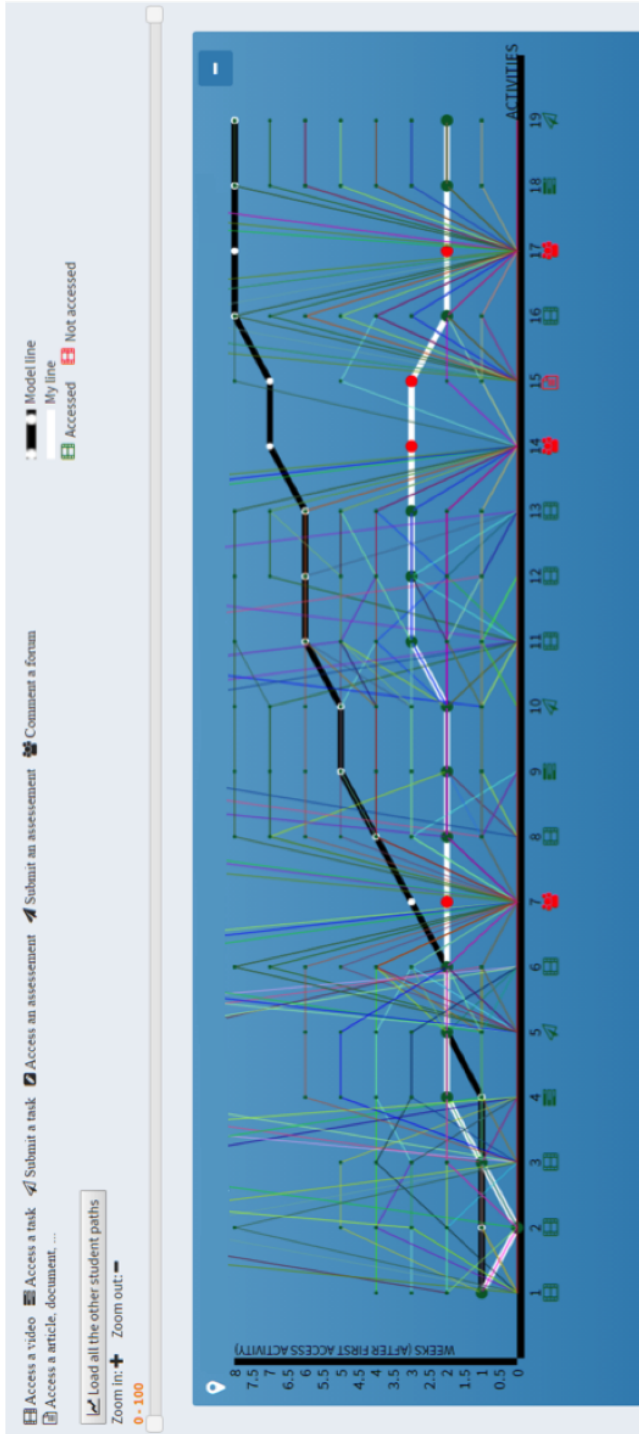 Access a video Access a task Submit a task Access an assessment Submit an assessement Comment a forum
Access a article, document, ...
Model line
My line
Accessed Not accessed
Load all the other student paths
Zoom in: + Zoom out: −
0 - 100
−
WEEKS (AFTER FIRST ACCESS ACTIVITY)
8
7.5
7
6.5
6
5.5
5
4.5
4
3.5
3
2.5
2
1.5
1
0.5
0
1 2 3 4 5 6 7 8 9 10 11 12 13 14 15 16 17 18 19
ACTIVITIES